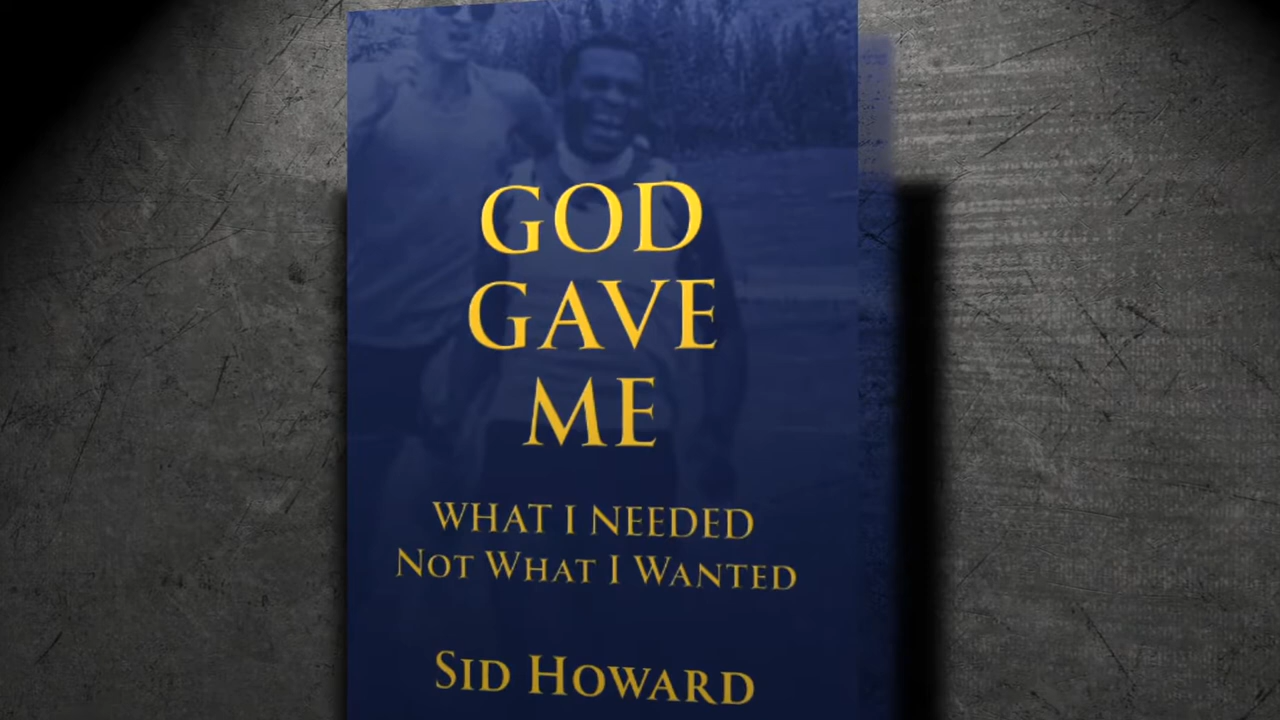 GOD
GAVE
ME
WHAT I NEEDED
NOT WHAT I WANTED
SID HOWARD